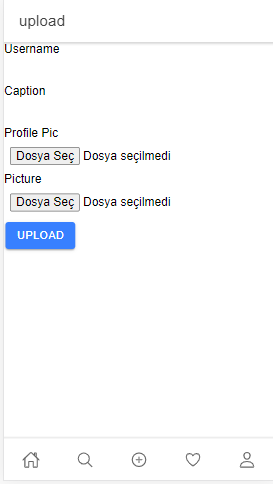 upload
Username
Caption
Profile Pic
Dosya Seç Dosya seçilmedi
Picture
Dosya Seç Dosya seçilmedi
UPLOAD